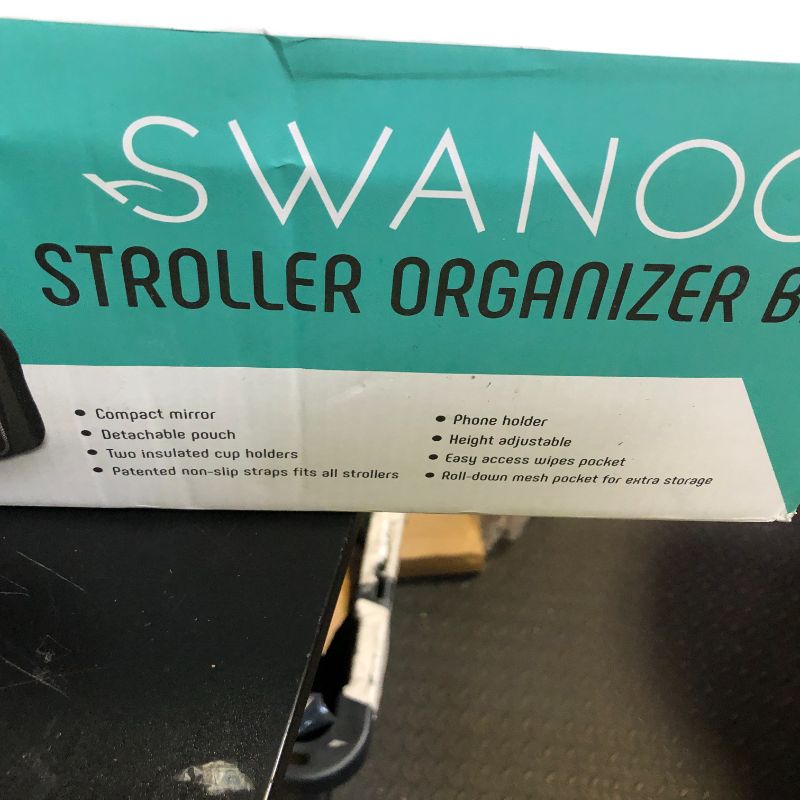 SWANOO
STROLLER ORGANIZER B
• Compact mirror
• Detachable pouch
• Two insulated cup holders
• Patented non-slip straps fits all strollers
• Phone holder
• Height adjustable
• Easy access wipes pocket
• Roll-down mesh pocket for extra storage